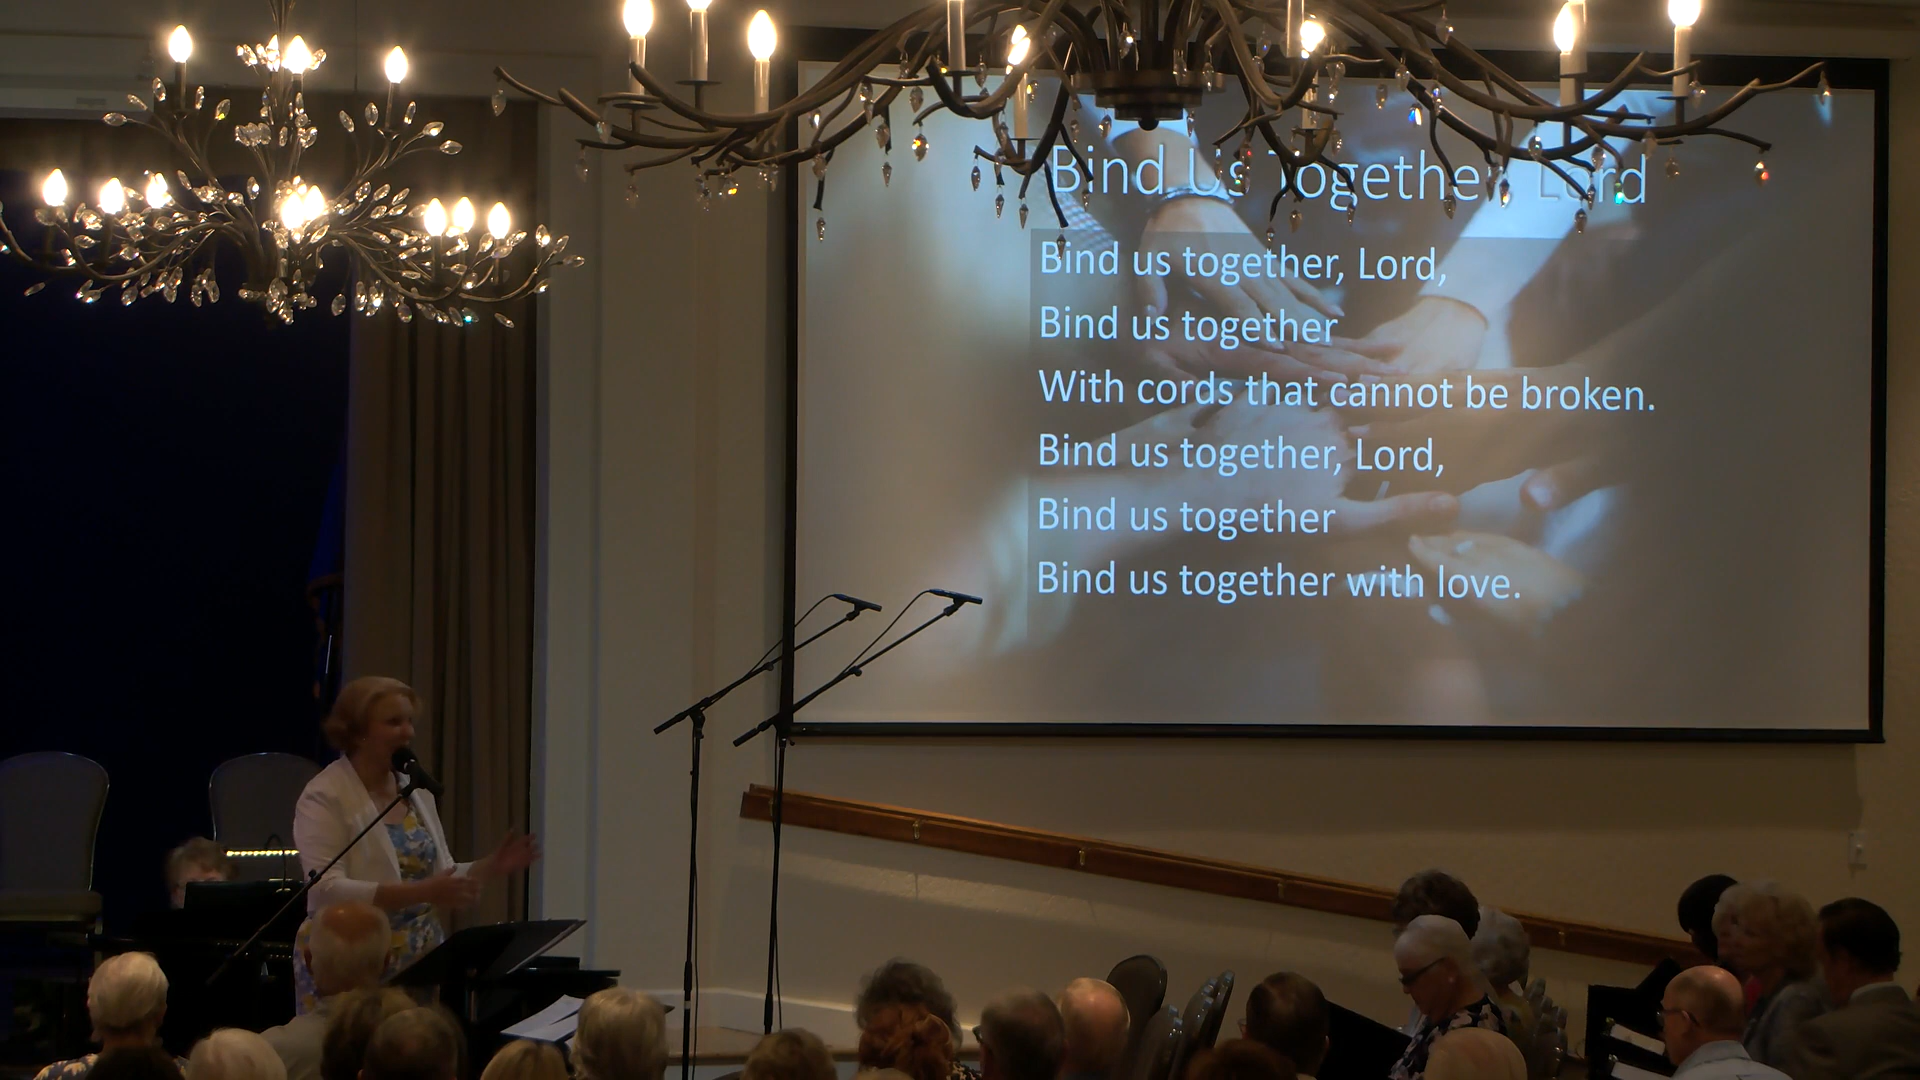 Bind Us Together, Lord
Bind us together, Lord,
Bind us together
With cords that cannot be broken.
Bind us together, Lord,
Bind us together
Bind us together with love.